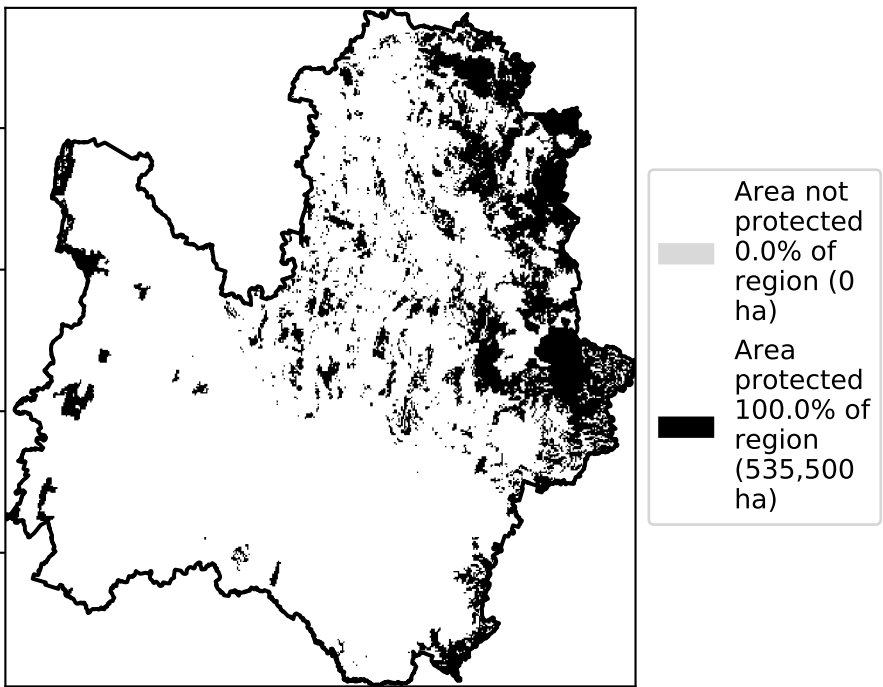 Area not
protected
0.0% of
region (0
ha)
Area
protected
100.0% of
region
(535,500
ha)